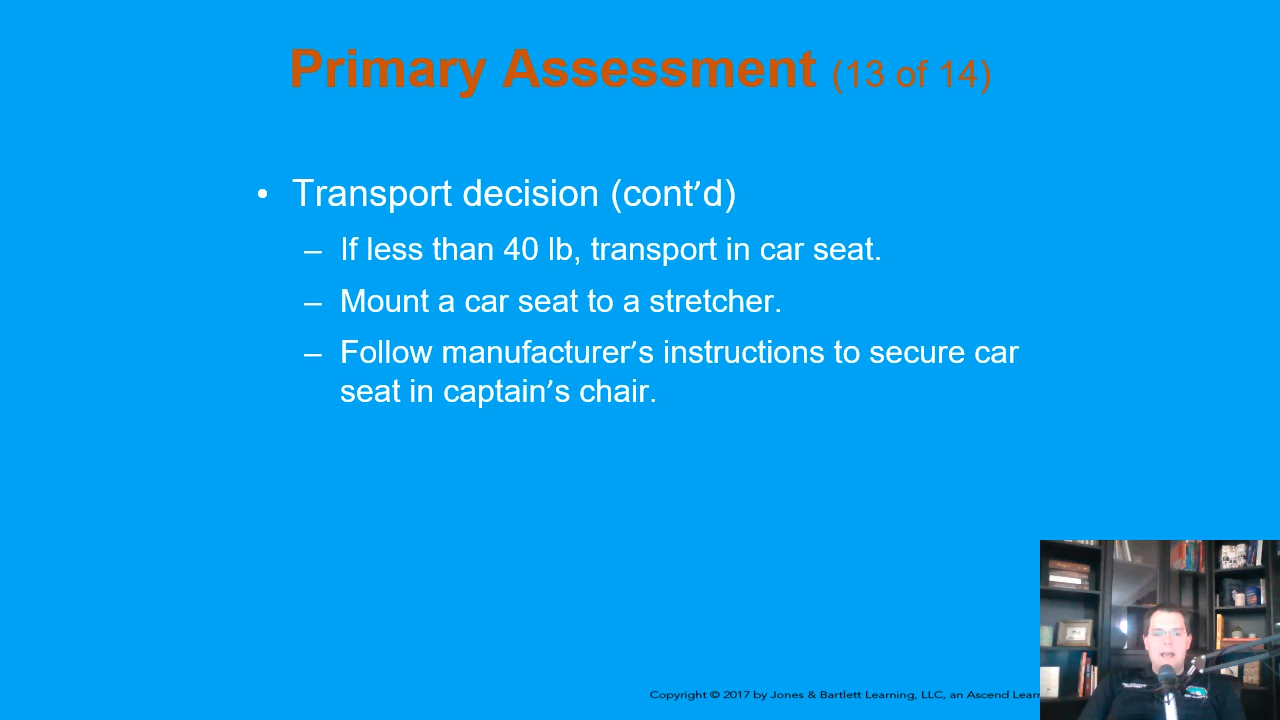 Primary Assessment (13 of 14)
• Transport decision (cont’d)
– If less than 40 lb, transport in car seat.
– Mount a car seat to a stretcher.
– Follow manufacturer’s instructions to secure car
seat in captain’s chair.
Copyright © 2017 by Jones & Bartlett Learning, LLC, an Ascend